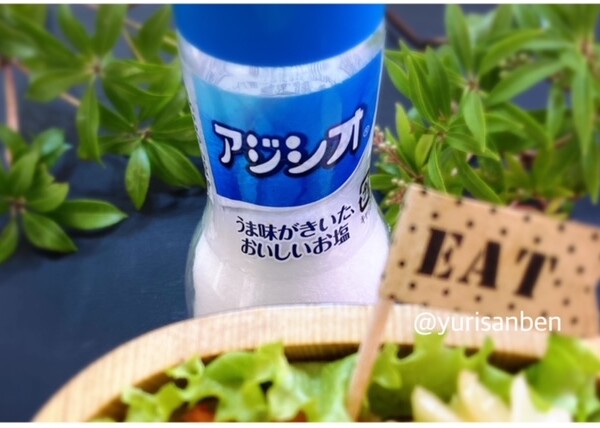 アジシオ®
うま味がきいた、
おいしいお塩
EAT
@yurisanben